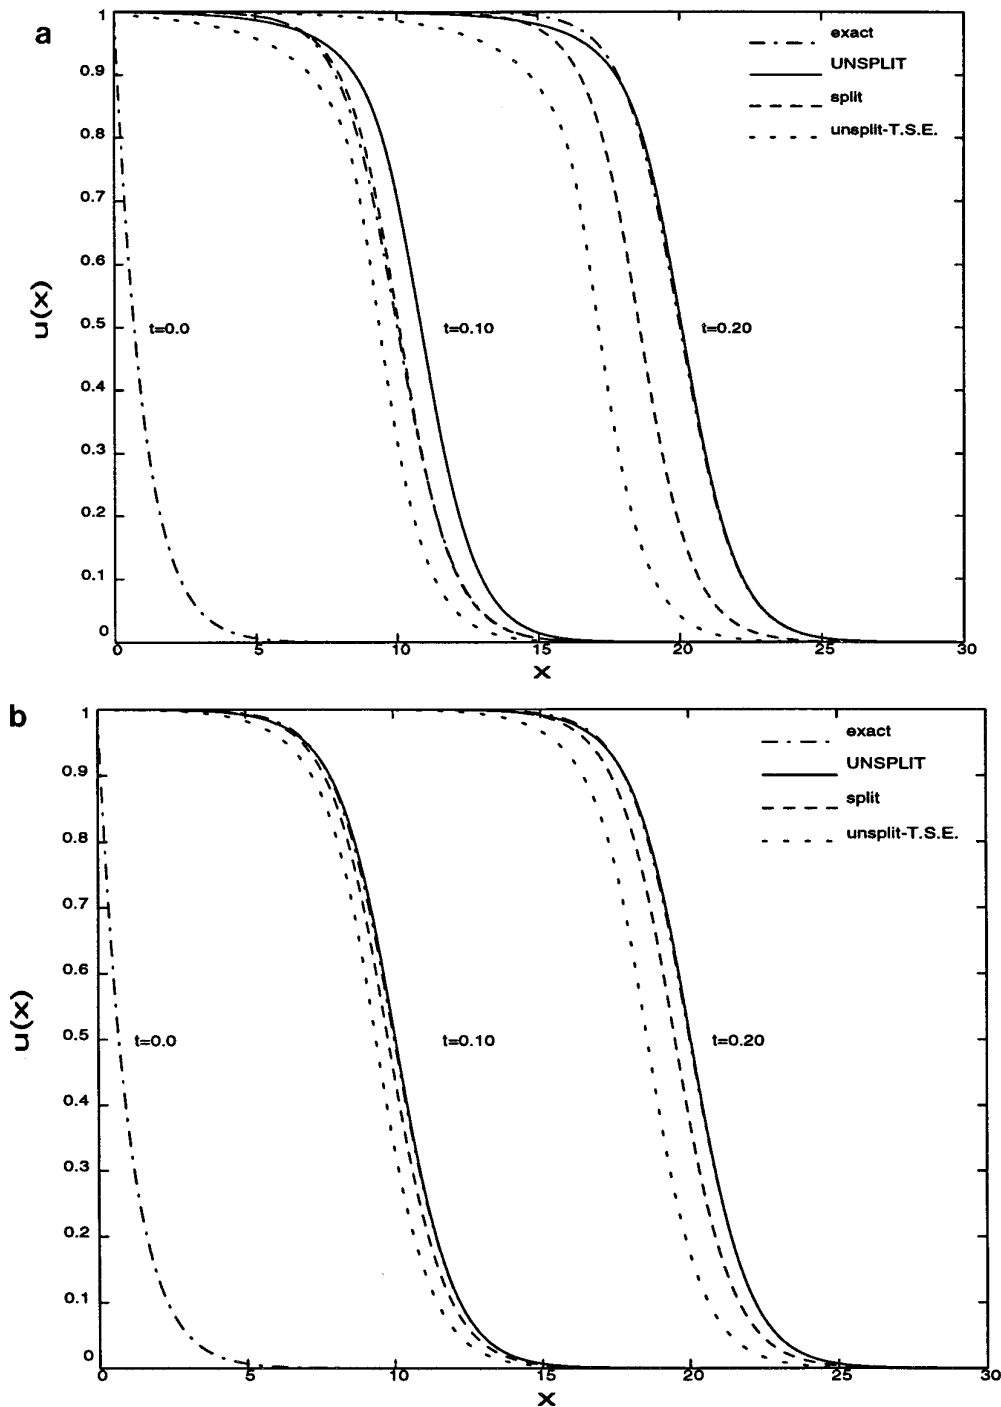 a
1
0.9
0.8
0.7
0.6
0.5
0.4
0.3
0.2
0.1
0
u(x)
exact
UNSPLIT
split
unsplit-T.S.E.
t=0.0
t=0.10
t=0.20
0
5
10
15
20
25
30
x
b
1
0.9
0.8
0.7
0.6
0.5
0.4
0.3
0.2
0.1
0
u(x)
exact
UNSPLIT
split
unsplit-T.S.E.
t=0.0
t=0.10
t=0.20
0
5
10
15
20
25
30
x